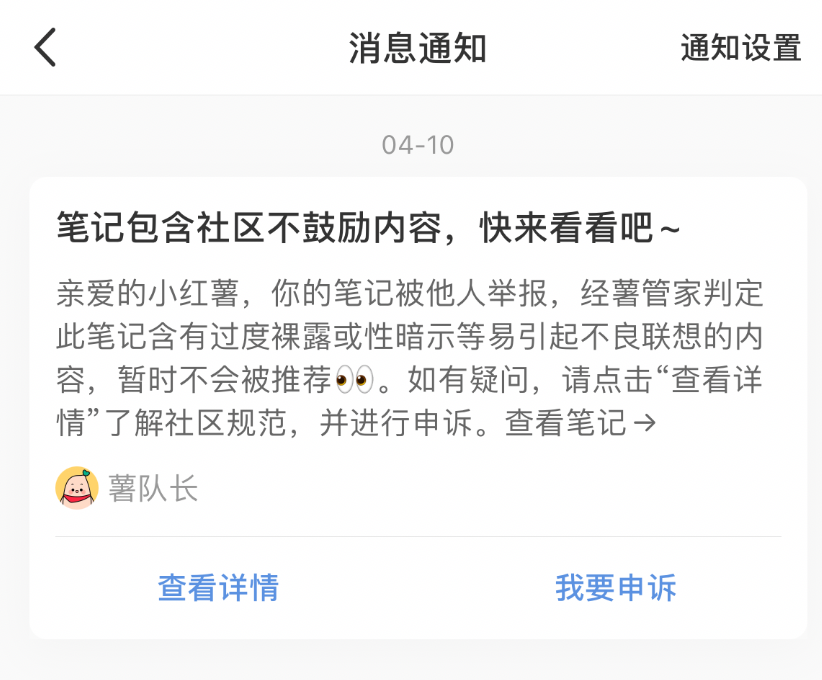 消息通知
通知设置
04-10
笔记包含社区不鼓励内容，快来看看吧～
亲爱的小红薯，你的笔记被他人举报，经薯管家判定
此笔记含有过度裸露或性暗示等易引起不良联想的内
容，暂时不会被推荐👀。如有疑问，请点击“查看详
情”了解社区规范，并进行申诉。查看笔记→
薯队长
查看详情
我要申诉